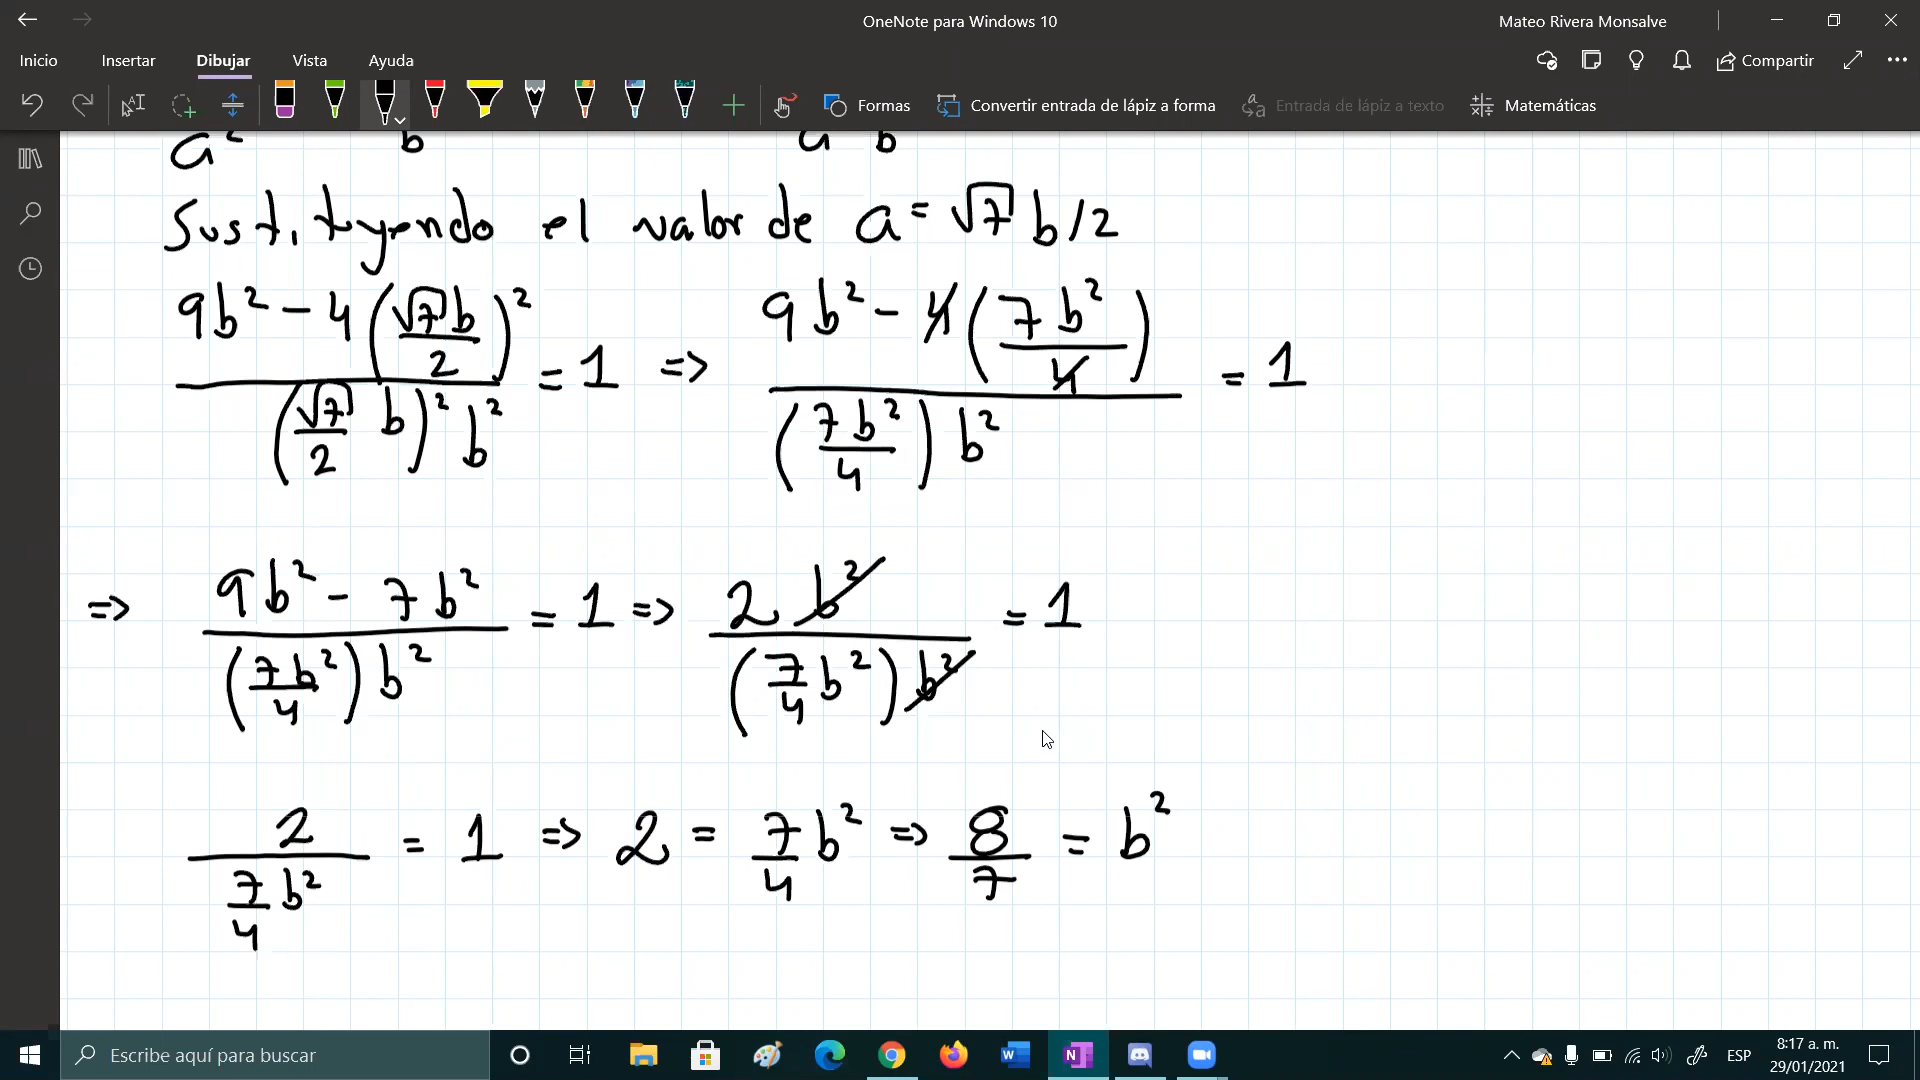 OneNote para Windows 10
Mateo Rivera Monsalve
Inicio Insertar Dibujar Vista Ayuda
Compartir
Formas Convertir entrada de lápiz a forma Entrada de lápiz a texto Matemáticas
a² b a b
Sustituyendo el valor de a = √7 b/2
(9b² - 4(√7 b/2)²)/((√7/2 b)² b²) = 1 => (9b² - 4(7b²/4))/((7b²/4) b²) = 1
=> (9b² - 7b²)/((7b²/4) b²) = 1 => 2b²/((7/4 b²) b²) = 1
2/(7/4 b²) = 1 => 2 = 7/4 b² => 8/7 = b²
Escribe aquí para buscar
ESP
8:17 a. m.
29/01/2021